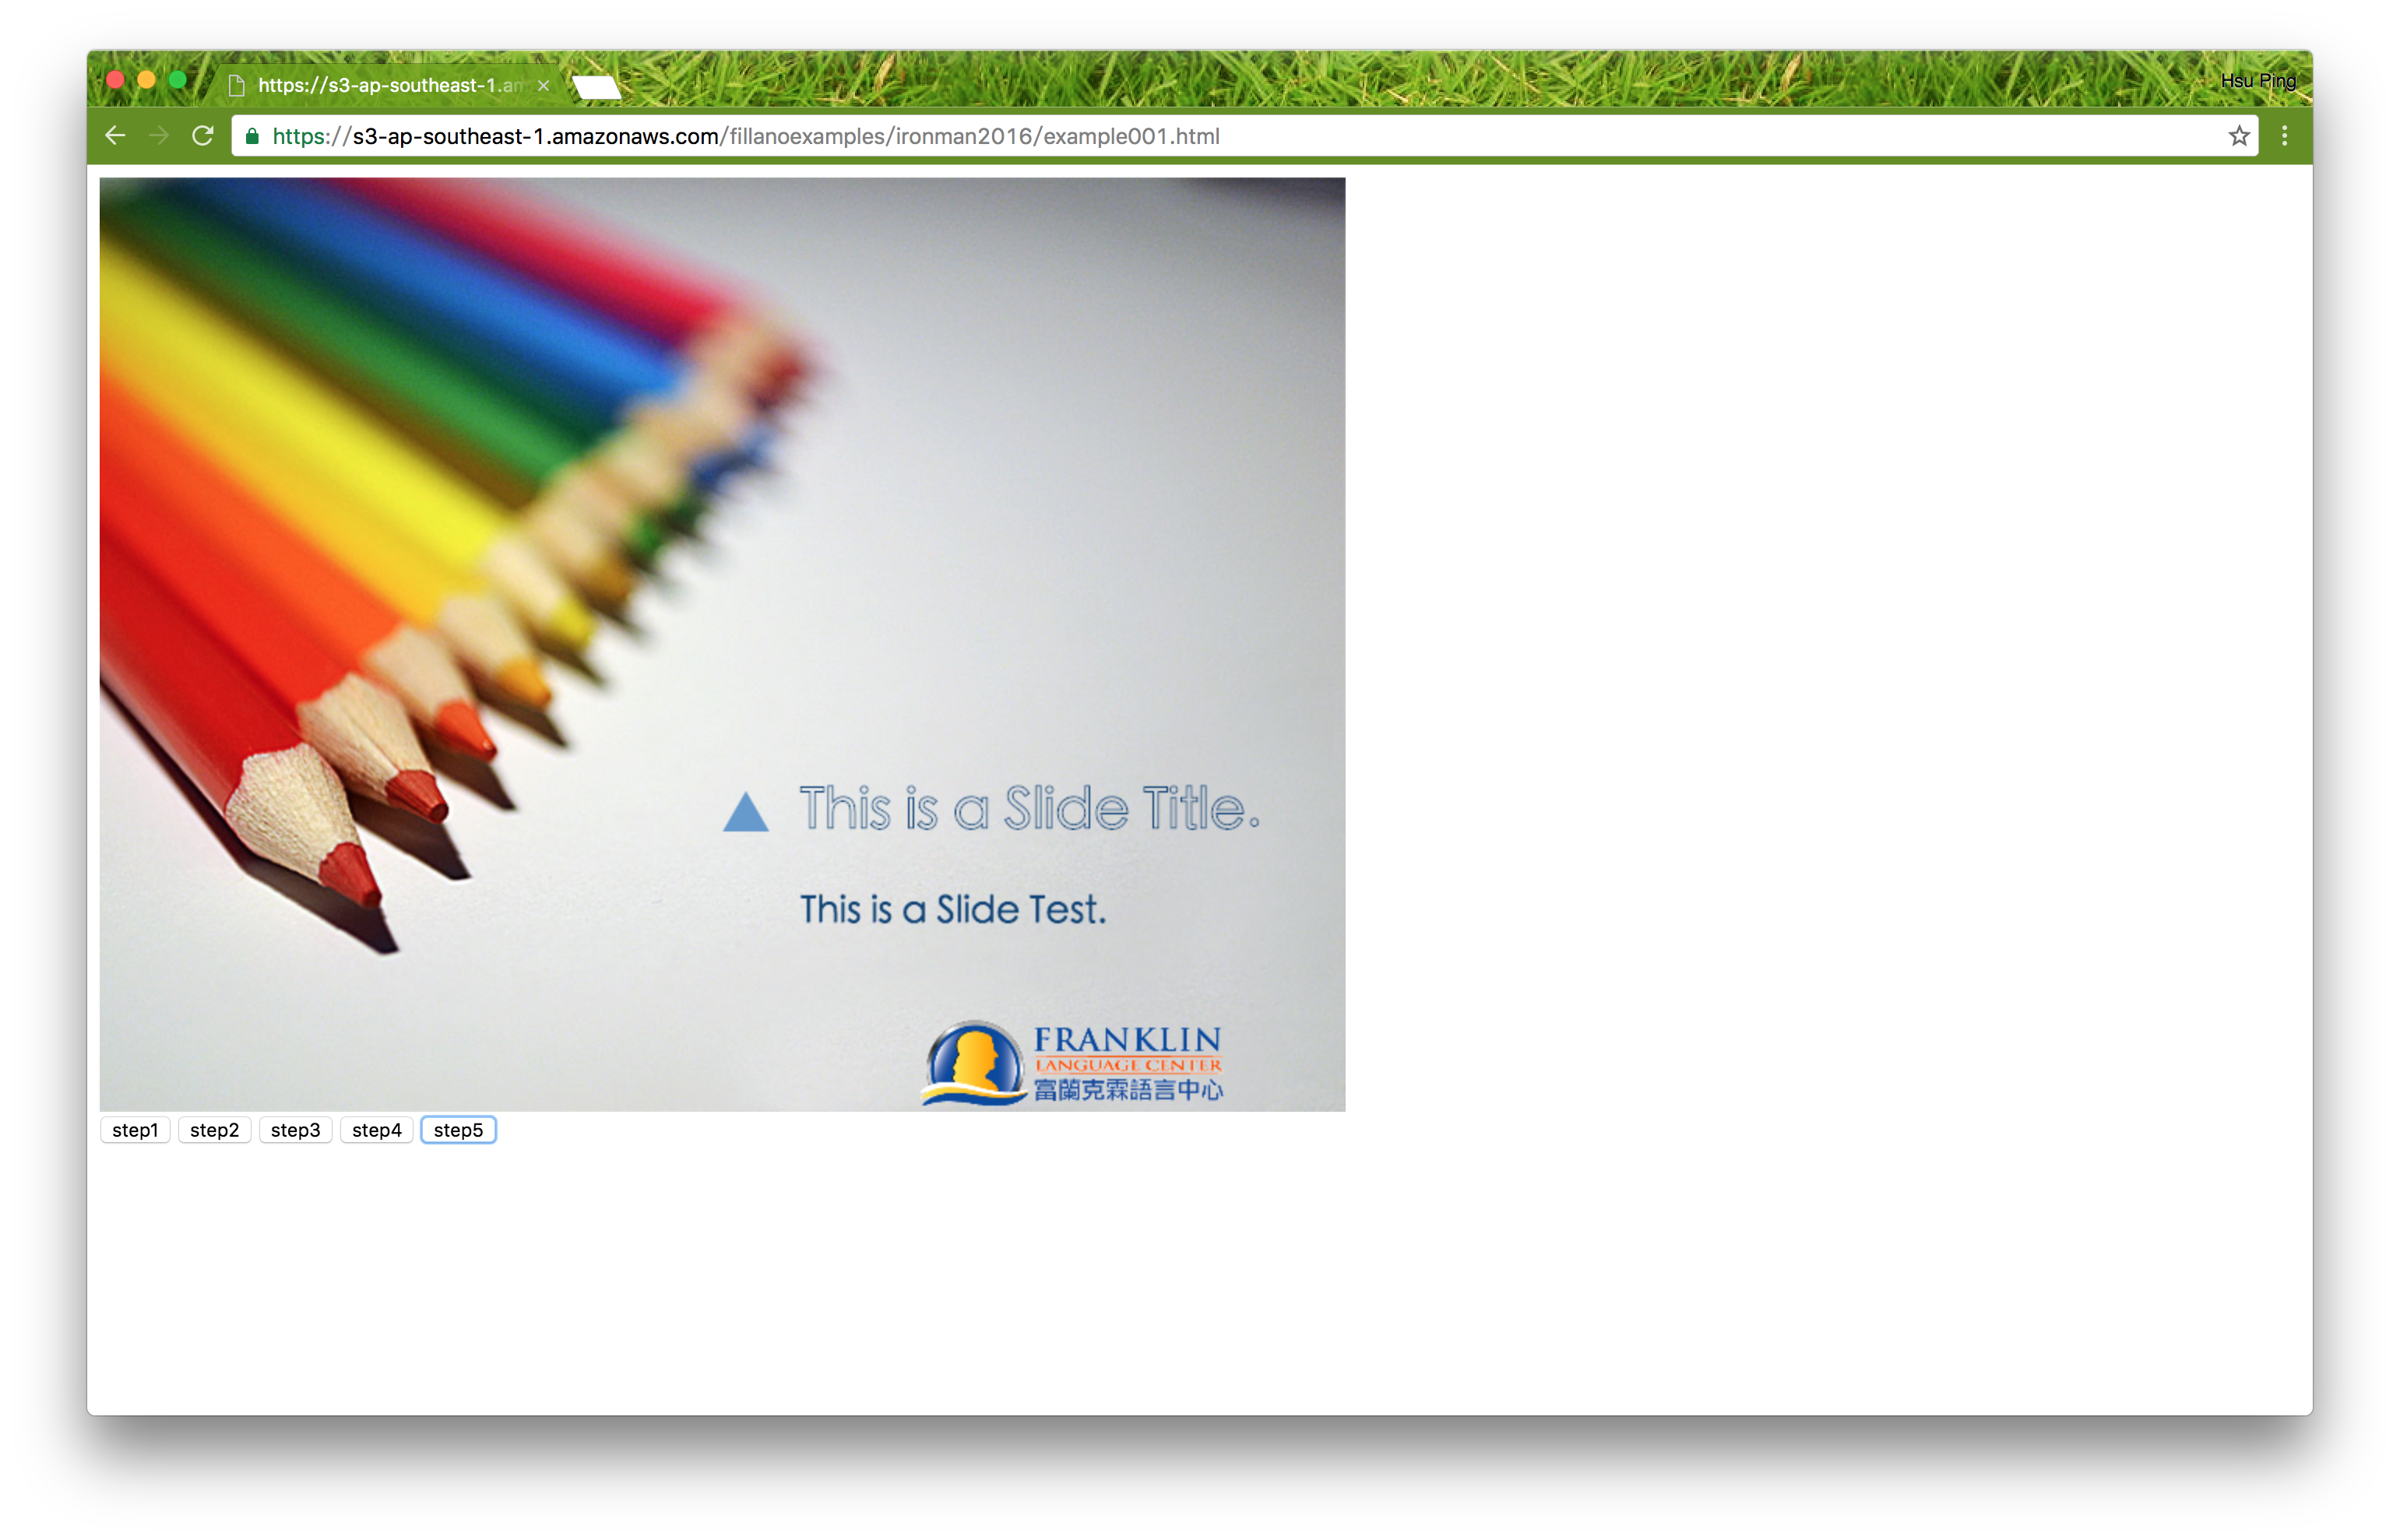 https://s3-ap-southeast-1.am
Hsu Ping
https://s3-ap-southeast-1.amazonaws.com/fillanoexamples/ironman2016/example001.html
This is a Slide Title.
This is a Slide Test.
FRANKLIN
LANGUAGE CENTER
富蘭克霖語言中心
step1 step2 step3 step4 step5